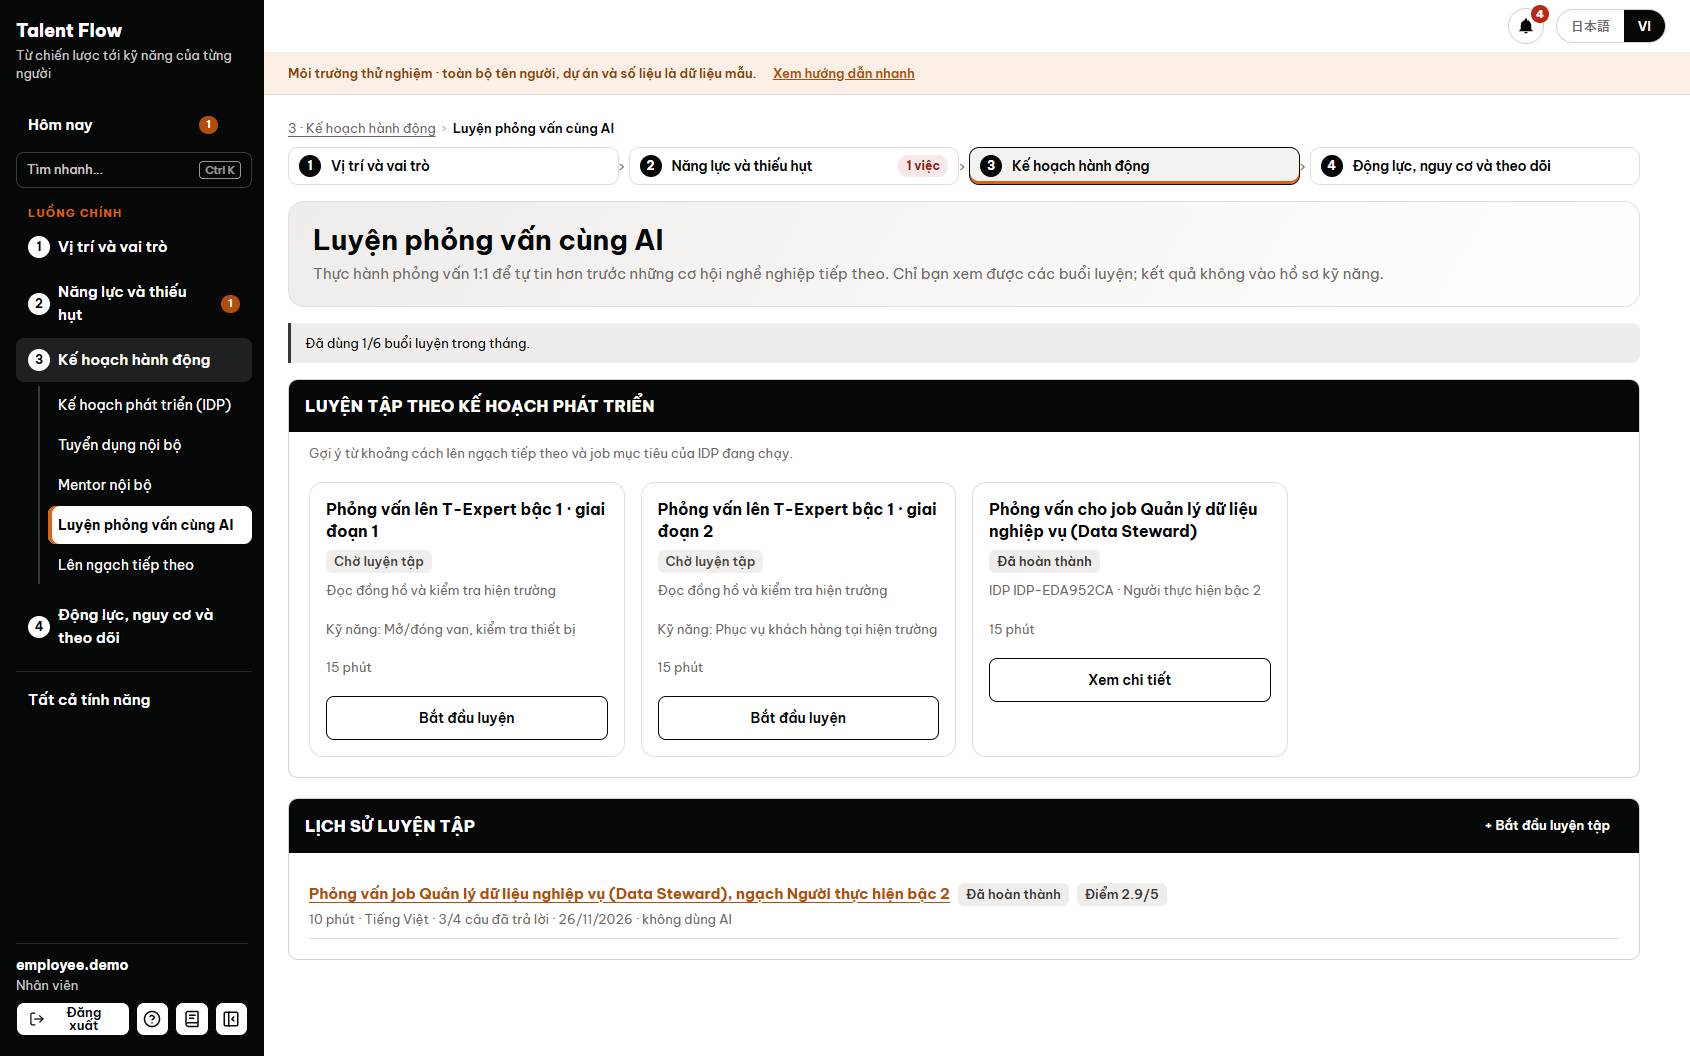 Talent Flow
Từ chiến lược tới kỹ năng của từng
người
Hôm nay
1
Tìm nhanh...
Ctrl K
LUỒNG CHÍNH
1 Vị trí và vai trò
2 Năng lực và thiếu
hụt
1
3 Kế hoạch hành động
Kế hoạch phát triển (IDP)
Tuyển dụng nội bộ
Mentor nội bộ
Luyện phỏng vấn cùng AI
Lên ngạch tiếp theo
4 Động lực, nguy cơ và
theo dõi
Tất cả tính năng
employee.demo
Nhân viên
Đăng
xuất
4
日本語 VI
Môi trường thử nghiệm · toàn bộ tên người, dự án và số liệu là dữ liệu mẫu. Xem hướng dẫn nhanh
3 · Kế hoạch hành động › Luyện phỏng vấn cùng AI
1 Vị trí và vai trò ›
2 Năng lực và thiếu hụt 1 việc ›
3 Kế hoạch hành động ›
4 Động lực, nguy cơ và theo dõi
Luyện phỏng vấn cùng AI
Thực hành phỏng vấn 1:1 để tự tin hơn trước những cơ hội nghề nghiệp tiếp theo. Chỉ bạn xem được các buổi luyện; kết quả không vào hồ sơ kỹ năng.
Đã dùng 1/6 buổi luyện trong tháng.
LUYỆN TẬP THEO KẾ HOẠCH PHÁT TRIỂN
Gợi ý từ khoảng cách lên ngạch tiếp theo và job mục tiêu của IDP đang chạy.
Phỏng vấn lên T-Expert bậc 1 · giai
đoạn 1
Chờ luyện tập
Đọc đồng hồ và kiểm tra hiện trường
Kỹ năng: Mở/đóng van, kiểm tra thiết bị
15 phút
Bắt đầu luyện
Phỏng vấn lên T-Expert bậc 1 · giai
đoạn 2
Chờ luyện tập
Đọc đồng hồ và kiểm tra hiện trường
Kỹ năng: Phục vụ khách hàng tại hiện trường
15 phút
Bắt đầu luyện
Phỏng vấn cho job Quản lý dữ liệu
nghiệp vụ (Data Steward)
Đã hoàn thành
IDP IDP-EDA952CA · Người thực hiện bậc 2
15 phút
Xem chi tiết
LỊCH SỬ LUYỆN TẬP
+ Bắt đầu luyện tập
Phỏng vấn job Quản lý dữ liệu nghiệp vụ (Data Steward), ngạch Người thực hiện bậc 2 Đã hoàn thành Điểm 2.9/5
10 phút · Tiếng Việt · 3/4 câu đã trả lời · 26/11/2026 · không dùng AI